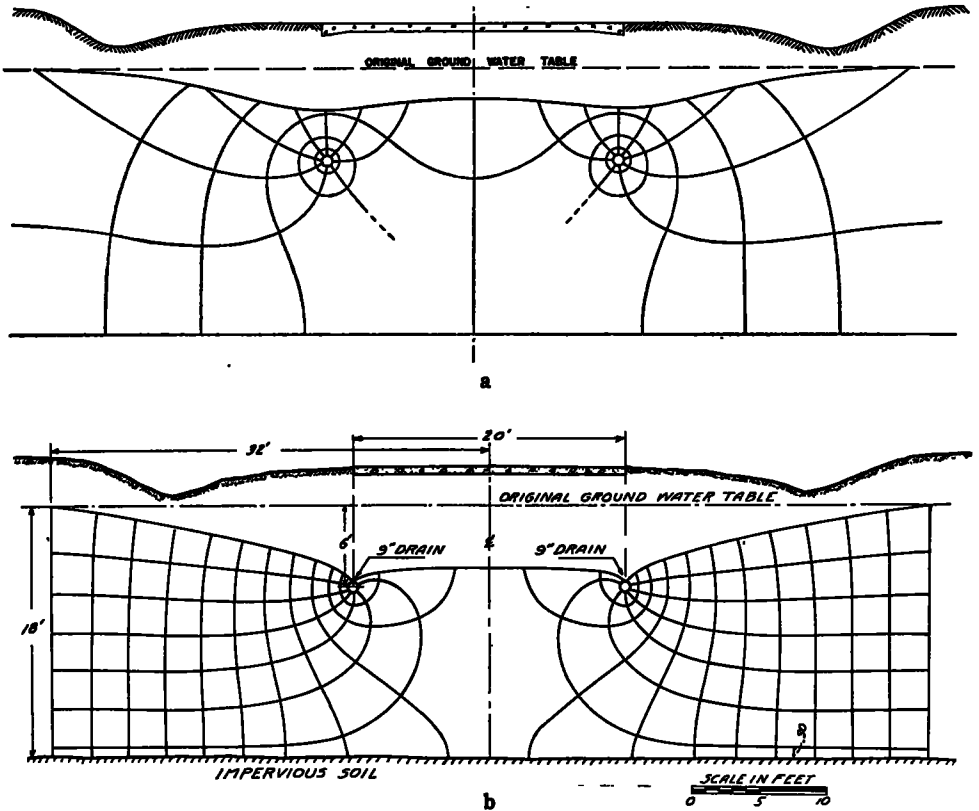 ORIGINAL GROUND WATER TABLE
a
32'
20'
ORIGINAL GROUND WATER TABLE
6'
9" DRAIN
9" DRAIN
18'
IMPERVIOUS SOIL
SCALE IN FEET
0 5 10
b